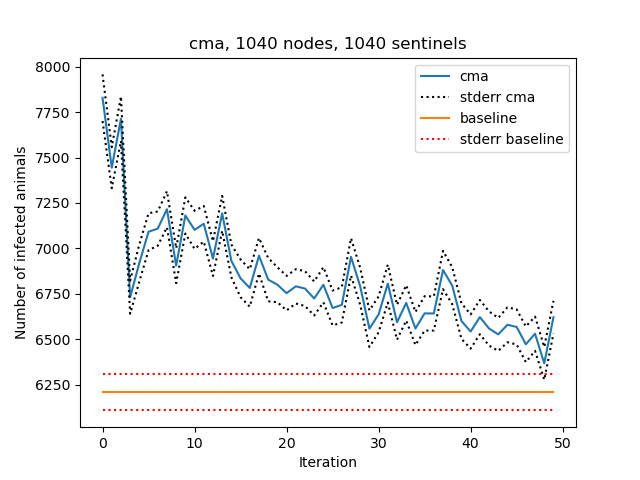 cma, 1040 nodes, 1040 sentinels
8000
7750
7500
7250
7000
6750
6500
6250
Number of infected animals
cma
stderr cma
baseline
stderr baseline
0
10
20
30
40
50
Iteration